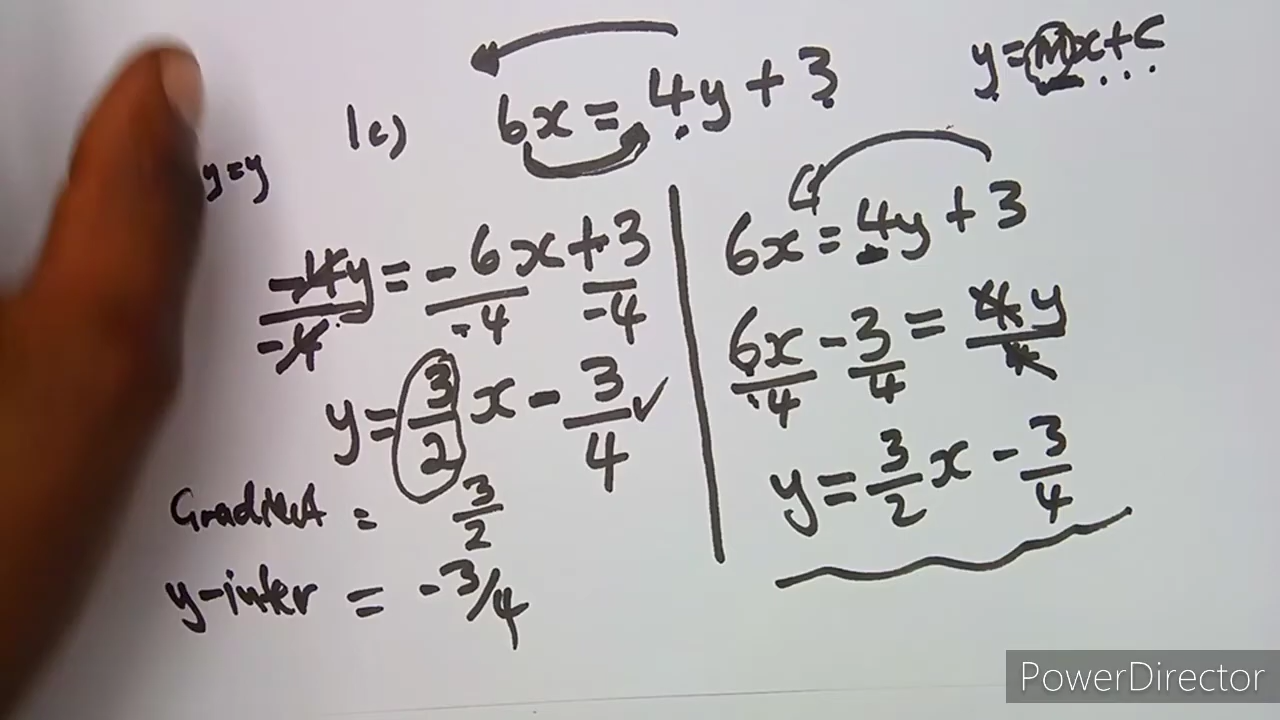 y = mx + c
1c) 6x = 4y + 3
y = y
-4y/-4 = -6x/-4 + 3/-4
y = 3/2 x - 3/4 ✓
Gradient = 3/2
y-inter = -3/4
6x = 4y + 3
6x/4 - 3/4 = 4y/4
y = 3/2 x - 3/4
PowerDirector